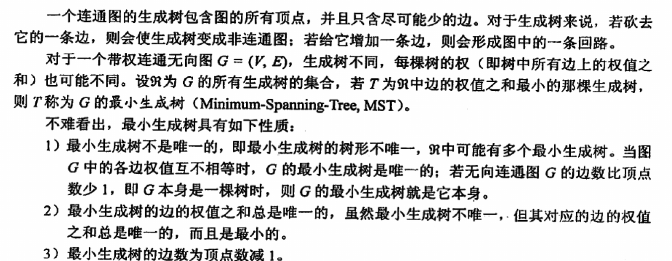 一个连通图的生成树包含图的所有顶点，并且只含尽可能少的边。对于生成树来说，若砍去
它的一条边，则会使生成树变成非连通图；若给它增加一条边，则会形成图中的一条回路。
对于一个带权连通无向图 G = (V, E)，生成树不同，每棵树的权（即树中所有边上的权值之
和）也可能不同。设ℜ为 G 的所有生成树的集合，若 T 为ℜ中边的权值之和最小的那棵生成树，
则 T 称为 G 的最小生成树（Minimum-Spanning-Tree, MST）。
不难看出，最小生成树具有如下性质：
1）最小生成树不是唯一的，即最小生成树的树形不唯一，ℜ中可能有多个最小生成树。当图
G 中的各边权值互不相等时，G 的最小生成树是唯一的；若无向连通图 G 的边数比顶点
数少 1，即 G 本身是一棵树时，则 G 的最小生成树就是它本身。
2）最小生成树的边的权值之和总是唯一的，虽然最小生成树不唯一，但其对应的边的权值
之和总是唯一的，而且是最小的。
3）最小生成树的边数为顶点数减 1。